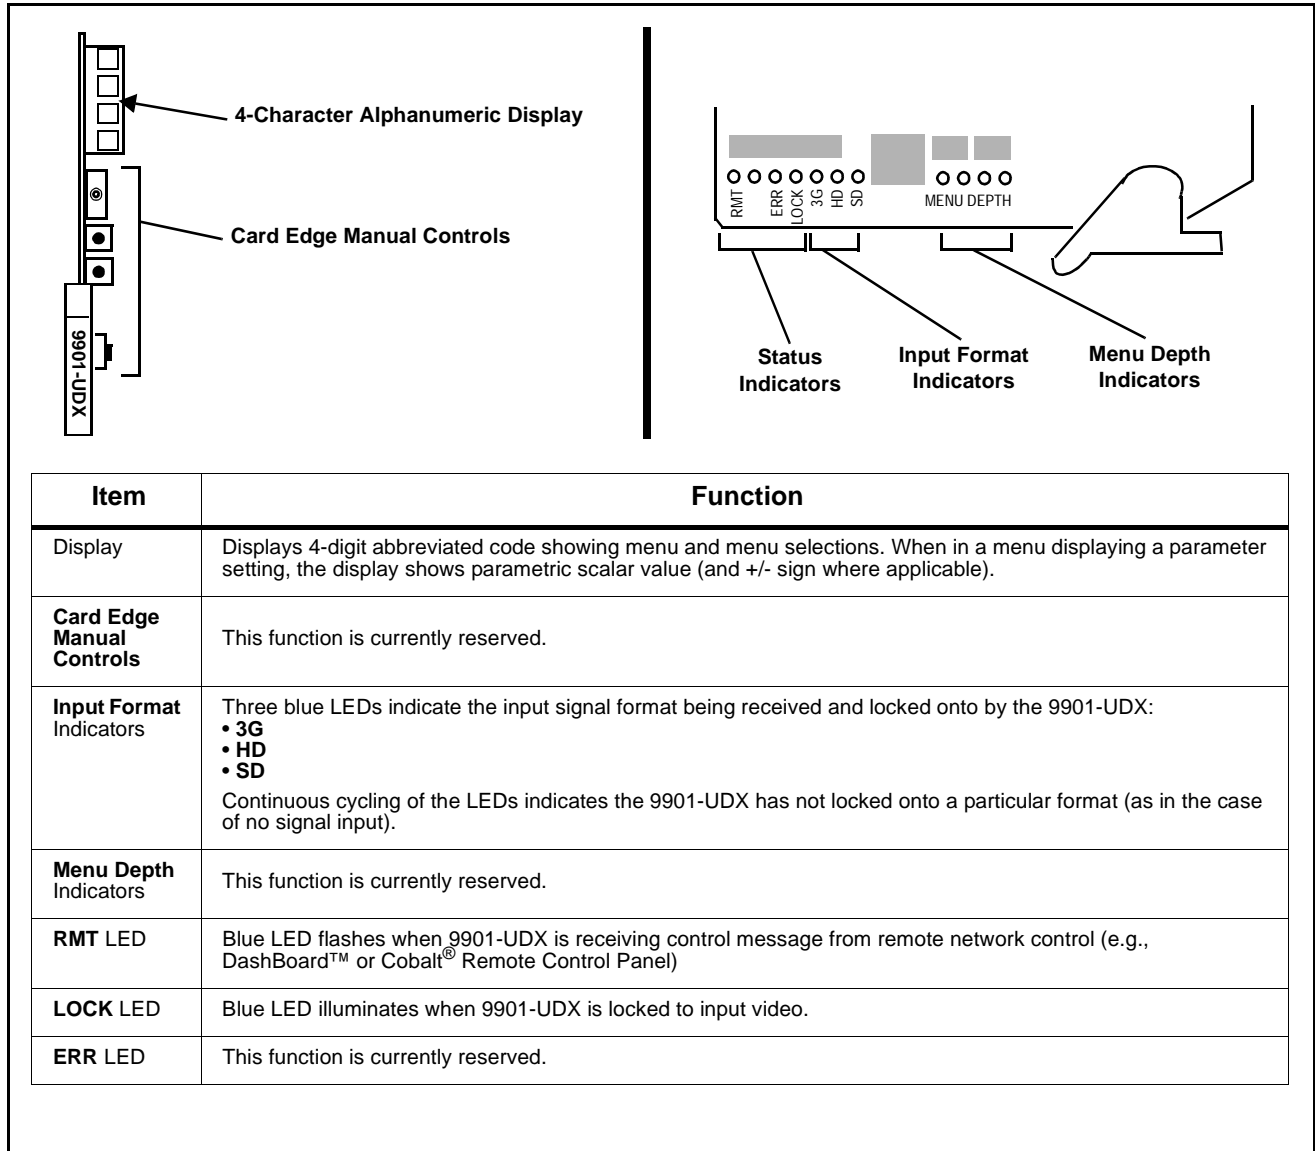 4-Character Alphanumeric Display
Card Edge Manual Controls
9901-UDX
RMT
ERR
LOCK
3G
HD
SD
MENU DEPTH
Status
Indicators
Input Format
Indicators
Menu Depth
Indicators
Item
Function
Display
Displays 4-digit abbreviated code showing menu and menu selections. When in a menu displaying a parameter
setting, the display shows parametric scalar value (and +/- sign where applicable).
Card Edge
Manual
Controls
This function is currently reserved.
Input Format
Indicators
Three blue LEDs indicate the input signal format being received and locked onto by the 9901-UDX:
• 3G
• HD
• SD
Continuous cycling of the LEDs indicates the 9901-UDX has not locked onto a particular format (as in the case
of no signal input).
Menu Depth
Indicators
This function is currently reserved.
RMT LED
Blue LED flashes when 9901-UDX is receiving control message from remote network control (e.g.,
DashBoard™ or Cobalt® Remote Control Panel)
LOCK LED
Blue LED illuminates when 9901-UDX is locked to input video.
ERR LED
This function is currently reserved.